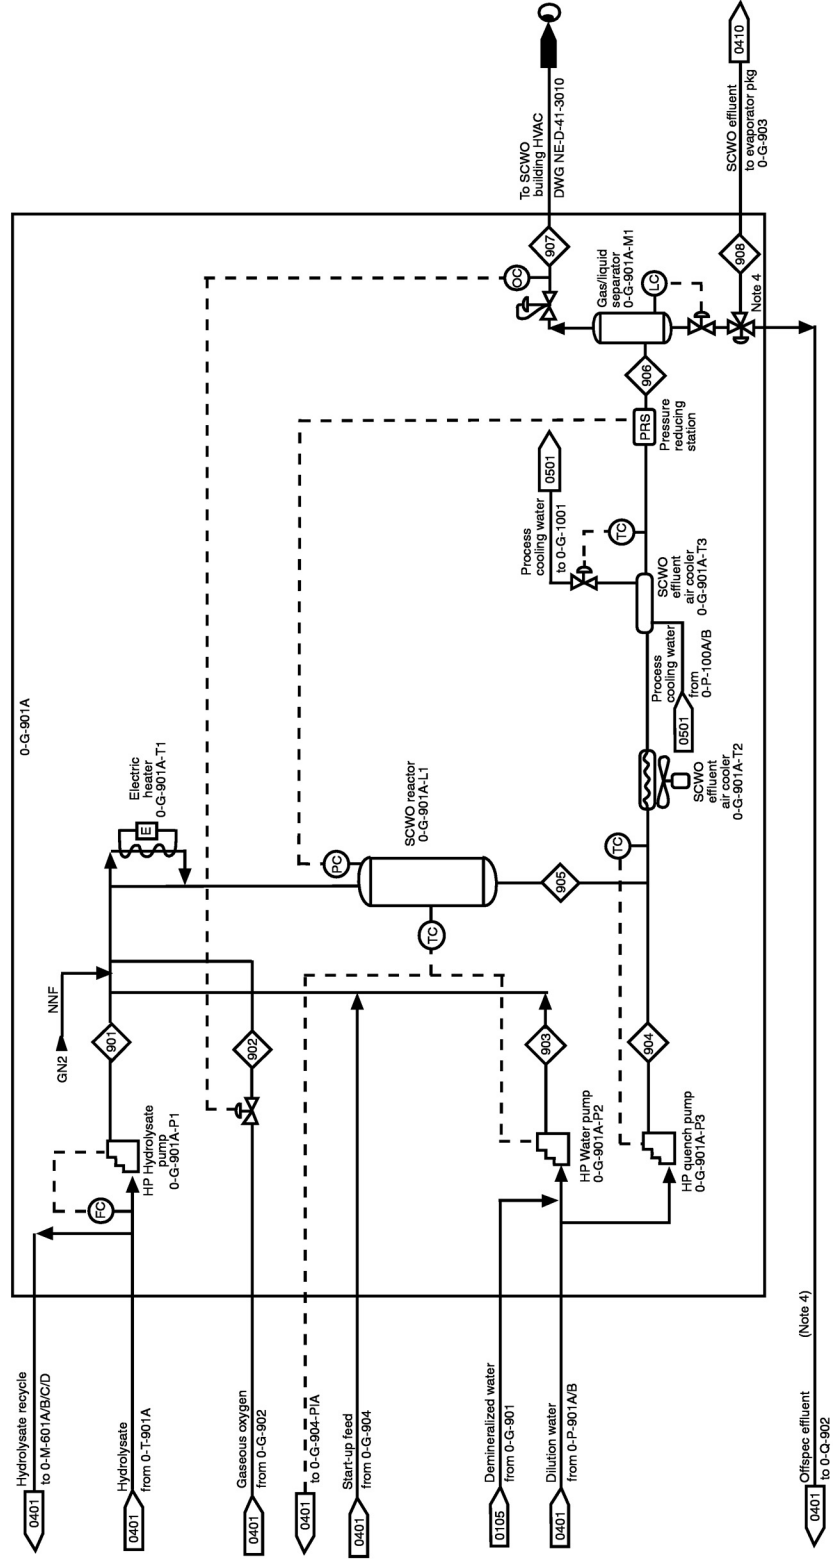 0-G-901A
0401
Hydrolysate recycle
to 0-M-601A/B/C/D
0401
Hydrolysate
from 0-T-901A
FC
HP Hydrolysate
pump
0-G-901A-P1
901
GN2
NNF
Electric
heater
0-G-901A-T1
E
0401
Gaseous oxygen
from 0-G-902
902
0401
to 0-G-904-PIA
0401
Start-up feed
from 0-G-904
TC
PC
SCWO reactor
0-G-901A-L1
905
0105
Demineralized water
from 0-G-901
0401
Dilution water
from 0-P-901A/B
HP Water pump
0-G-901A-P2
903
HP quench pump
0-G-901A-P3
904
TC
SCWO
effluent
air cooler
0-G-901A-T2
0501
Process
cooling water
from
0-P-100A/B
SCWO
effluent
air cooler
0-G-901A-T3
TC
Process
cooling water
to 0-G-1001
0501
PRS
Pressure
reducing
station
906
Gas/liquid
separator
0-G-901A-M1
LC
OC
907
To SCWO
building HVAC
DWG NE-D-41-3010
908
Note 4
SCWO effluent
to evaporator pkg
0-G-903
0410
0401
Offspec effluent
to 0-Q-902
(Note 4)